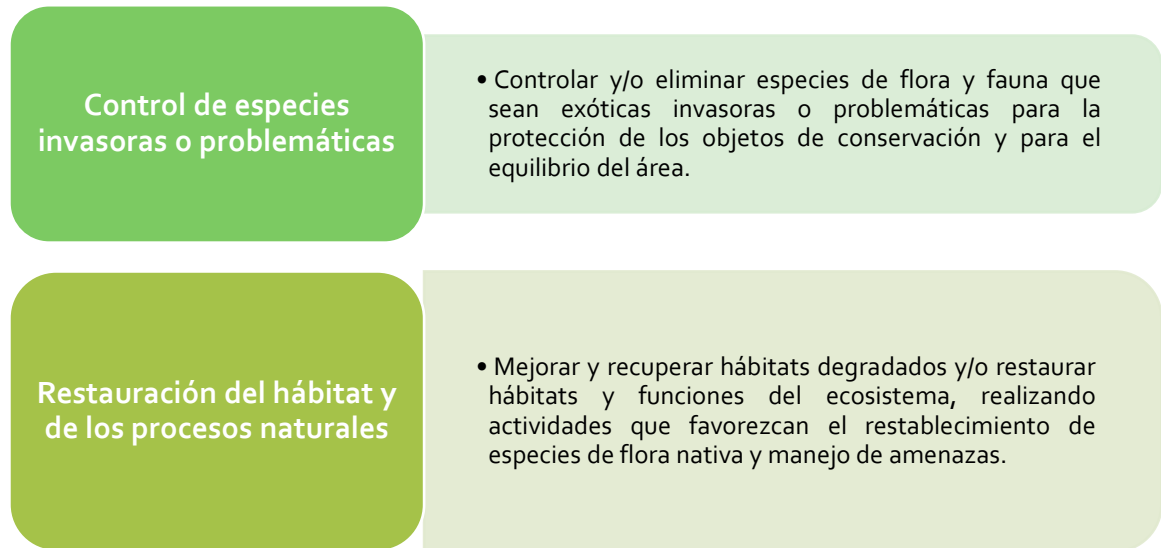 Control de especies
invasoras o problemáticas
• Controlar y/o eliminar especies de flora y fauna que
sean exóticas invasoras o problemáticas para la
protección de los objetos de conservación y para el
equilibrio del área.
Restauración del hábitat y
de los procesos naturales
• Mejorar y recuperar hábitats degradados y/o restaurar
hábitats y funciones del ecosistema, realizando
actividades que favorezcan el restablecimiento de
especies de flora nativa y manejo de amenazas.